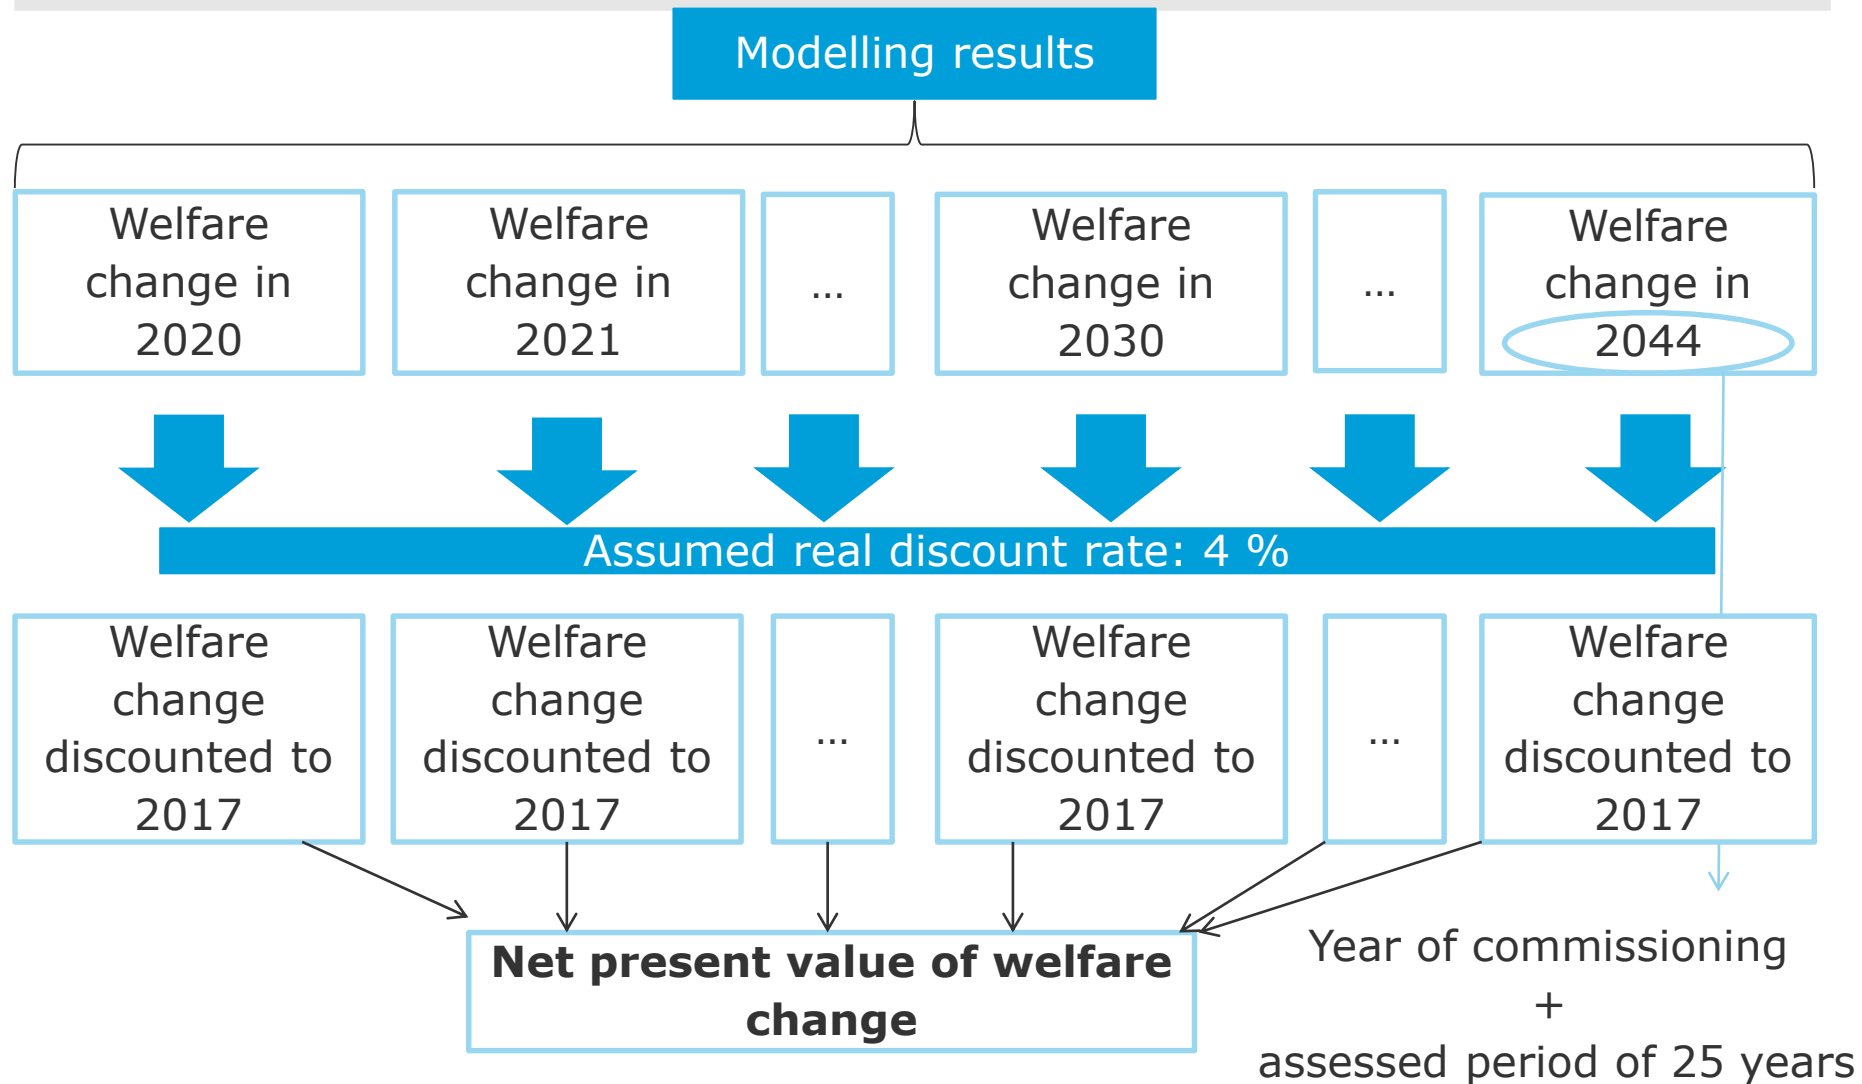 Modelling results
Welfare
change in
2020
Welfare
change in
2021
...
Welfare
change in
2030
...
Welfare
change in
2044
Assumed real discount rate: 4 %
Welfare
change
discounted to
2017
Welfare
change
discounted to
2017
...
Welfare
change
discounted to
2017
...
Welfare
change
discounted to
2017
Net present value of welfare
change
Year of commissioning
+
assessed period of 25 years